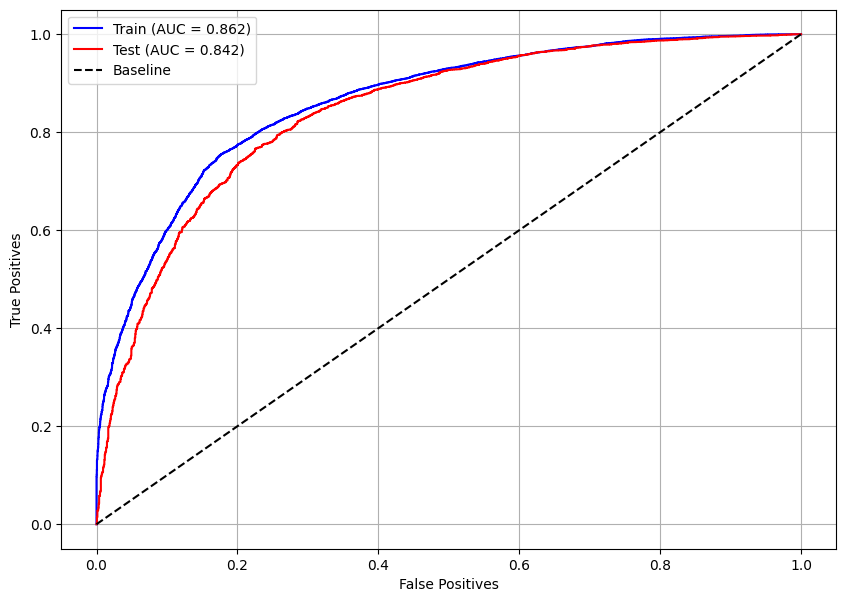 Train (AUC = 0.862)
Test (AUC = 0.842)
Baseline
True Positives
1.0
0.8
0.6
0.4
0.2
0.0
0.0 0.2 0.4 0.6 0.8 1.0
False Positives